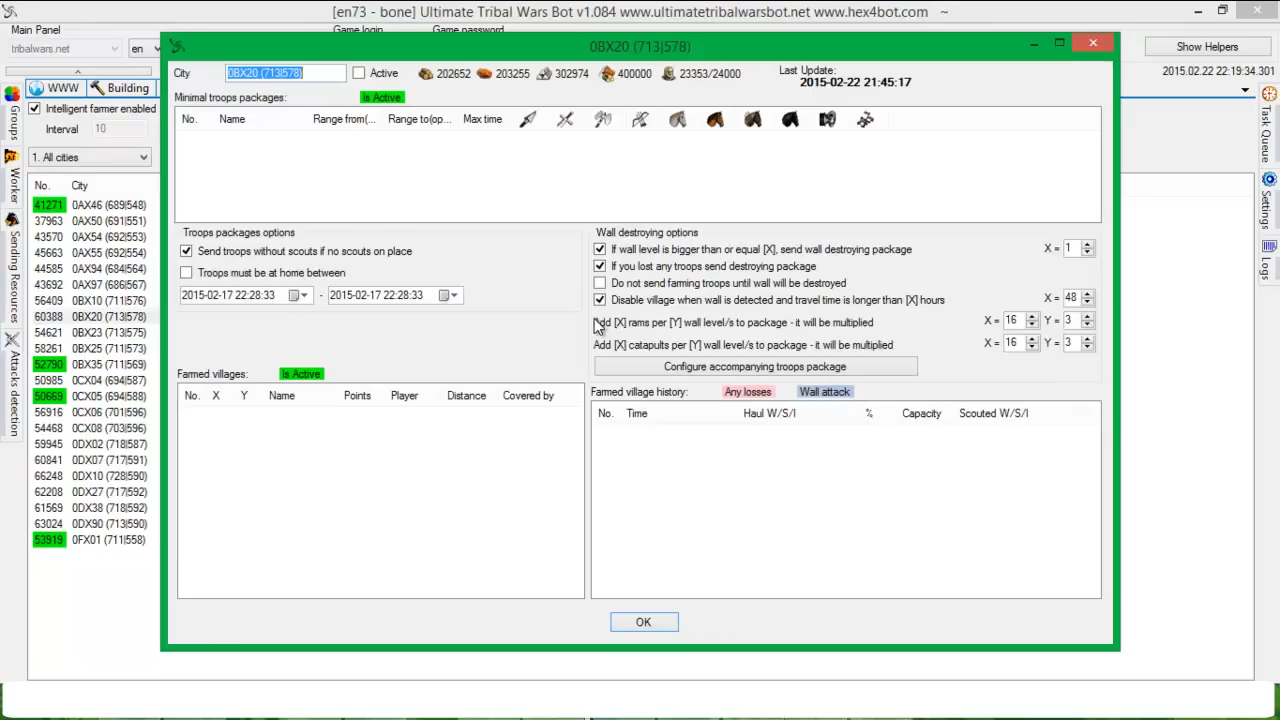 [en73 - bone] Ultimate Tribal Wars Bot v1.084 www.ultimatetribalwarsbot.net www.hex4bot.com ~
Main Panel
Game login
Game password
tribalwars.net
en
Show Helpers
2015.02.22 22:19:34.301
WWW
Building
Intelligent farmer enabled
Interval 10
1. All cities
No. City
41271 0AX46 (689|548)
37963 0AX50 (691|551)
43570 0AX54 (692|553)
45663 0AX55 (692|554)
44585 0AX94 (686|564)
43692 0AX97 (686|567)
56409 0BX10 (711|576)
60388 0BX20 (713|578)
54621 0BX23 (713|575)
58261 0BX25 (711|573)
52790 0BX35 (711|569)
50985 0CX04 (694|587)
50669 0CX05 (694|588)
56916 0CX06 (701|596)
54468 0CX08 (703|596)
59945 0DX02 (718|587)
60841 0DX07 (717|591)
66248 0DX10 (728|590)
62208 0DX27 (717|592)
61569 0DX38 (718|592)
63024 0DX90 (713|590)
53919 0FX01 (711|558)
Groups
Worker
Sending Resources
Attacks detection
Task Queue
Settings
Logs
0BX20 (713|578)
City 0BX20 (713|578) Active 202652 203255 302974 400000 23353/24000
Last Update:
2015-02-22 21:45:17
Minimal troops packages: Is Active
No. Name Range from(... Range to(op... Max time
Troops packages options
Send troops without scouts if no scouts on place
Troops must be at home between
2015-02-17 22:28:33 - 2015-02-17 22:28:33
Wall destroying options
If wall level is bigger than or equal [X], send wall destroying package X = 1
If you lost any troops send destroying package
Do not send farming troops until wall will be destroyed
Disable village when wall is detected and travel time is longer than [X] hours X = 48
[X] rams per [Y] wall level/s to package - it will be multiplied X = 16 Y = 3
Add [X] catapults per [Y] wall level/s to package - it will be multiplied X = 16 Y = 3
Configure accompanying troops package
Farmed villages: Is Active
No. X Y Name Points Player Distance Covered by
Farmed village history: Any losses Wall attack
No. Time Haul W/S/I % Capacity Scouted W/S/I
OK